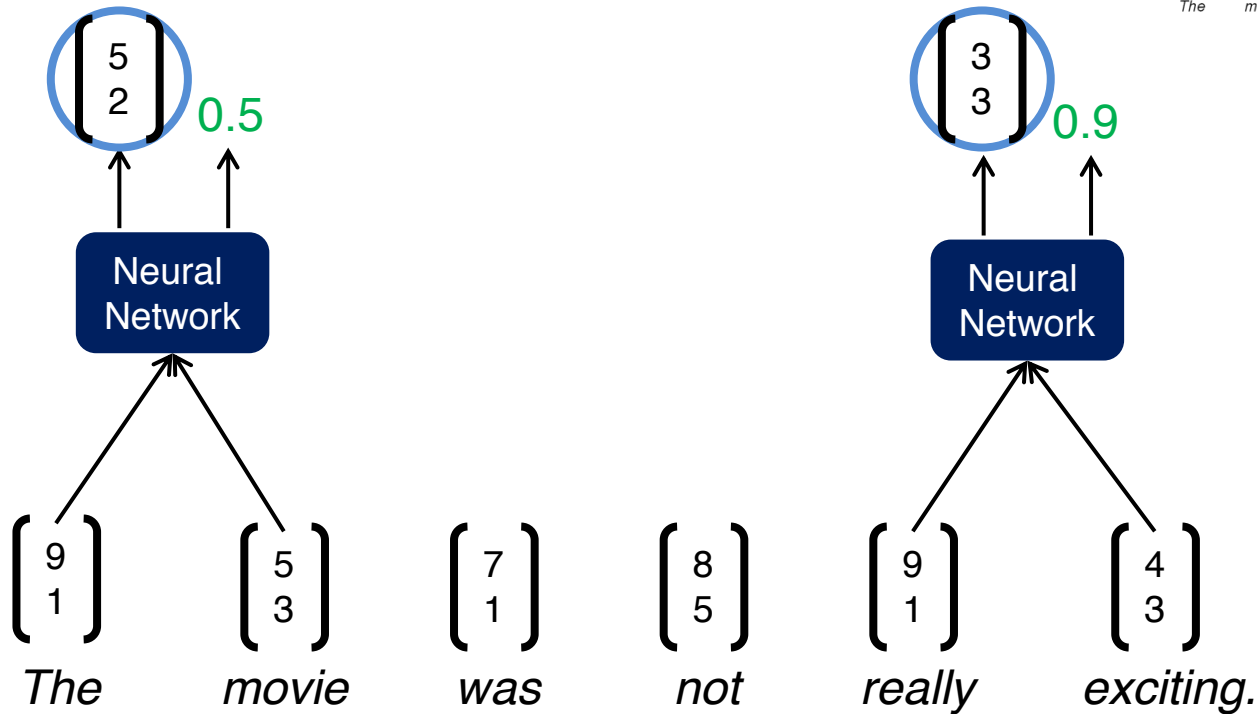 The m
5 3
2 3
0.5 0.9
Neural Neural
Network Network
9 5 7 8 9 4
1 3 1 5 1 3
The movie was not really exciting.